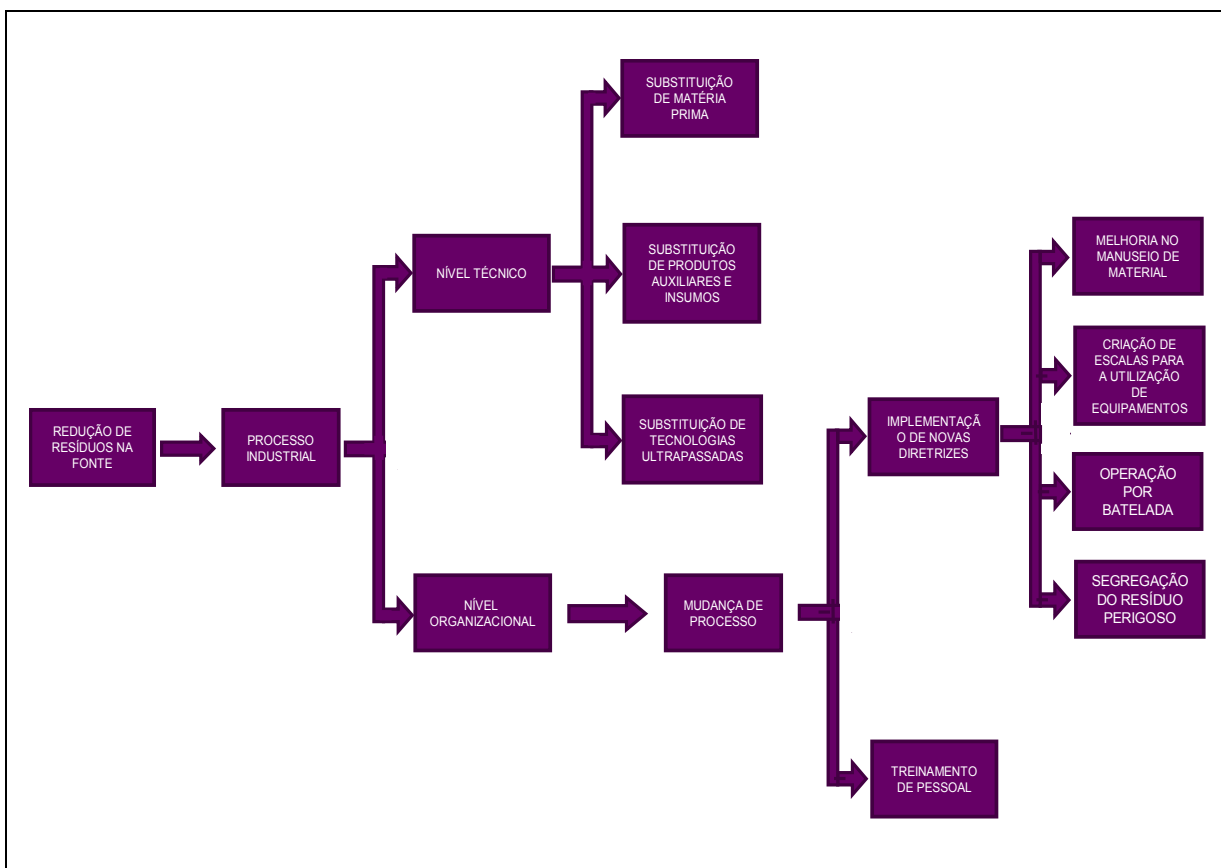 SUBSTITUIÇÃO
DE MATÉRIA
PRIMA
NÍVEL TÉCNICO
SUBSTITUIÇÃO
DE PRODUTOS
AUXILIARES E
INSUMOS
MELHORIA NO
MANUSEIO DE
MATERIAL
CRIAÇÃO DE
ESCALAS PARA
A UTILIZAÇÃO
DE
EQUIPAMENTOS
REDUÇÃO DE
RESÍDUOS NA
FONTE
PROCESSO
INDUSTRIAL
SUBSTITUIÇÃO DE
TECNOLOGIAS
ULTRAPASSADAS
IMPLEMENTAÇÃ
O DE NOVAS
DIRETRIZES
OPERAÇÃO
POR
BATELADA
NÍVEL
ORGANIZACIONAL
MUDANÇA DE
PROCESSO
SEGREGAÇÃO
DO RESÍDUO
PERIGOSO
TREINAMENTO
DE PESSOAL